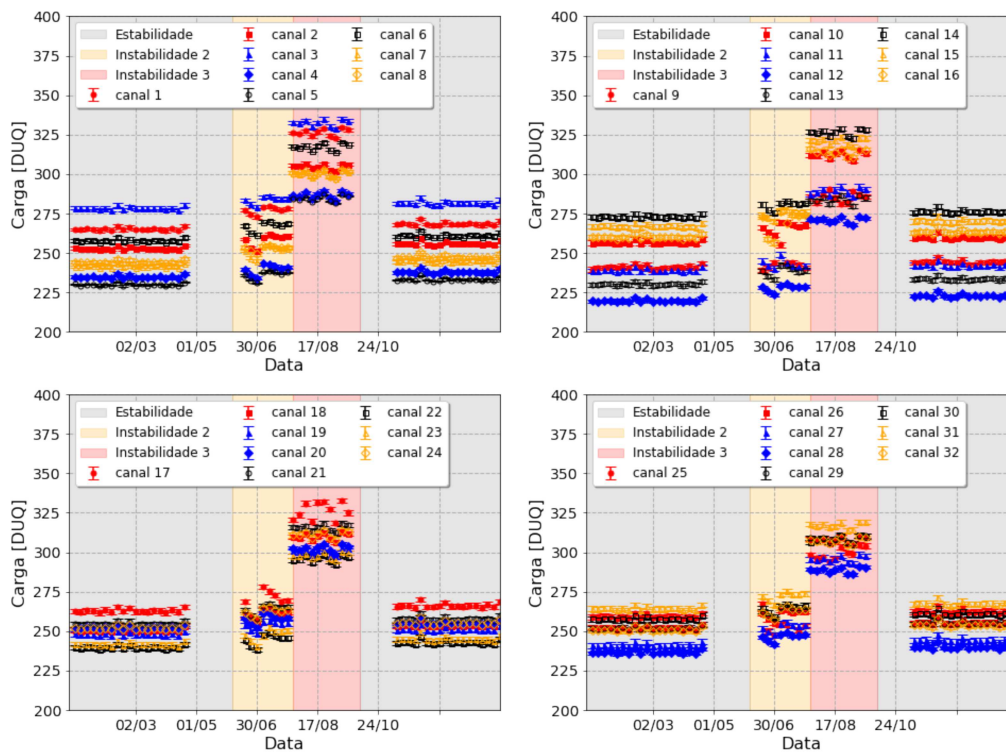 400
375
350
325
300
275
250
225
200
Carga [DUQ]
Estabilidade
Instabilidade 2
Instabilidade 3
canal 1
canal 2
canal 3
canal 4
canal 5
canal 6
canal 7
canal 8
02/03 01/05 30/06 17/08 24/10
Data
400
375
350
325
300
275
250
225
200
Carga [DUQ]
Estabilidade
Instabilidade 2
Instabilidade 3
canal 9
canal 10
canal 11
canal 12
canal 13
canal 14
canal 15
canal 16
02/03 01/05 30/06 17/08 24/10
Data
400
375
350
325
300
275
250
225
200
Carga [DUQ]
Estabilidade
Instabilidade 2
Instabilidade 3
canal 17
canal 18
canal 19
canal 20
canal 21
canal 22
canal 23
canal 24
02/03 01/05 30/06 17/08 24/10
Data
400
375
350
325
300
275
250
225
200
Carga [DUQ]
Estabilidade
Instabilidade 2
Instabilidade 3
canal 25
canal 26
canal 27
canal 28
canal 29
canal 30
canal 31
canal 32
02/03 01/05 30/06 17/08 24/10
Data